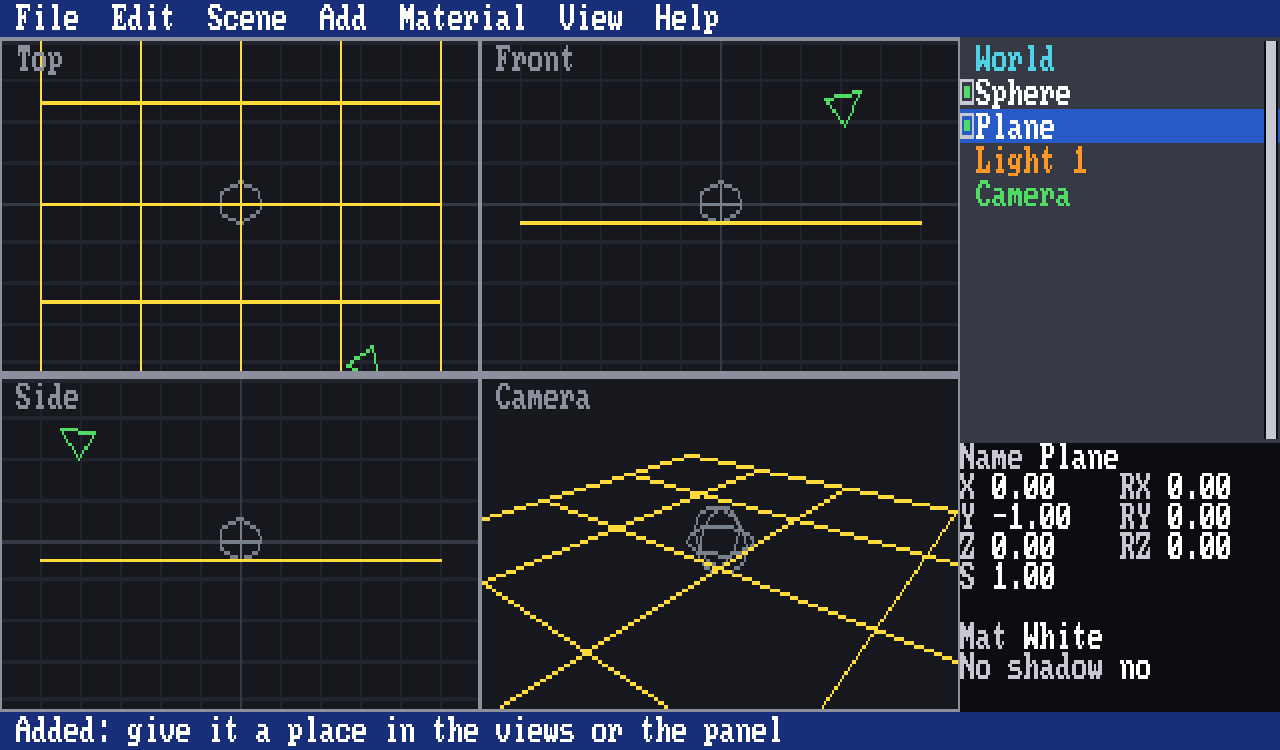 File Edit Scene Add Material View Help
Top
Front
World
Sphere
Plane
Light 1
Camera
Side
Camera
Name Plane
X 0.00 RX 0.00
Y -1.00 RY 0.00
Z 0.00 RZ 0.00
S 1.00
Mat White
No shadow no
Added: give it a place in the views or the panel